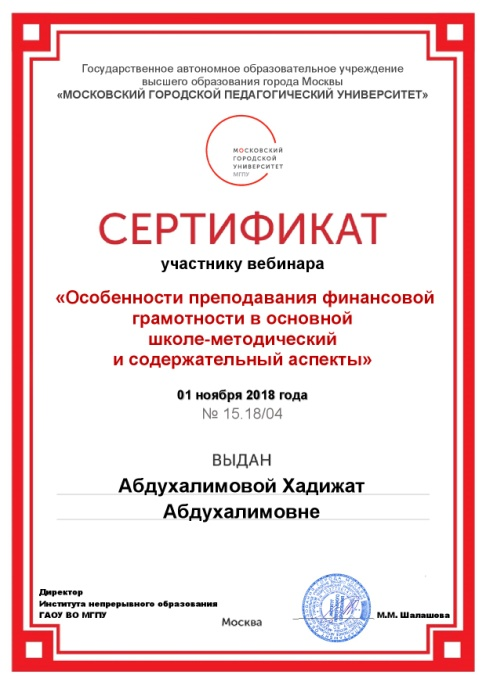 Государственное автономное образовательное учреждение
высшего образования города Москвы
«МОСКОВСКИЙ ГОРОДСКОЙ ПЕДАГОГИЧЕСКИЙ УНИВЕРСИТЕТ»
МОСКОВСКИЙ
ГОРОДСКОЙ
УНИВЕРСИТЕТ
МГПУ
СЕРТИФИКАТ
участнику вебинара
«Особенности преподавания финансовой
грамотности в основной
школе-методический
и содержательный аспекты»
01 ноября 2018 года
№ 15.18/04
ВЫДАН
Абдухалимовой Хадижат
Абдухалимовне
Директор
Института непрерывного образования
ГАОУ ВО МГПУ
М.М. Шалашова
Москва